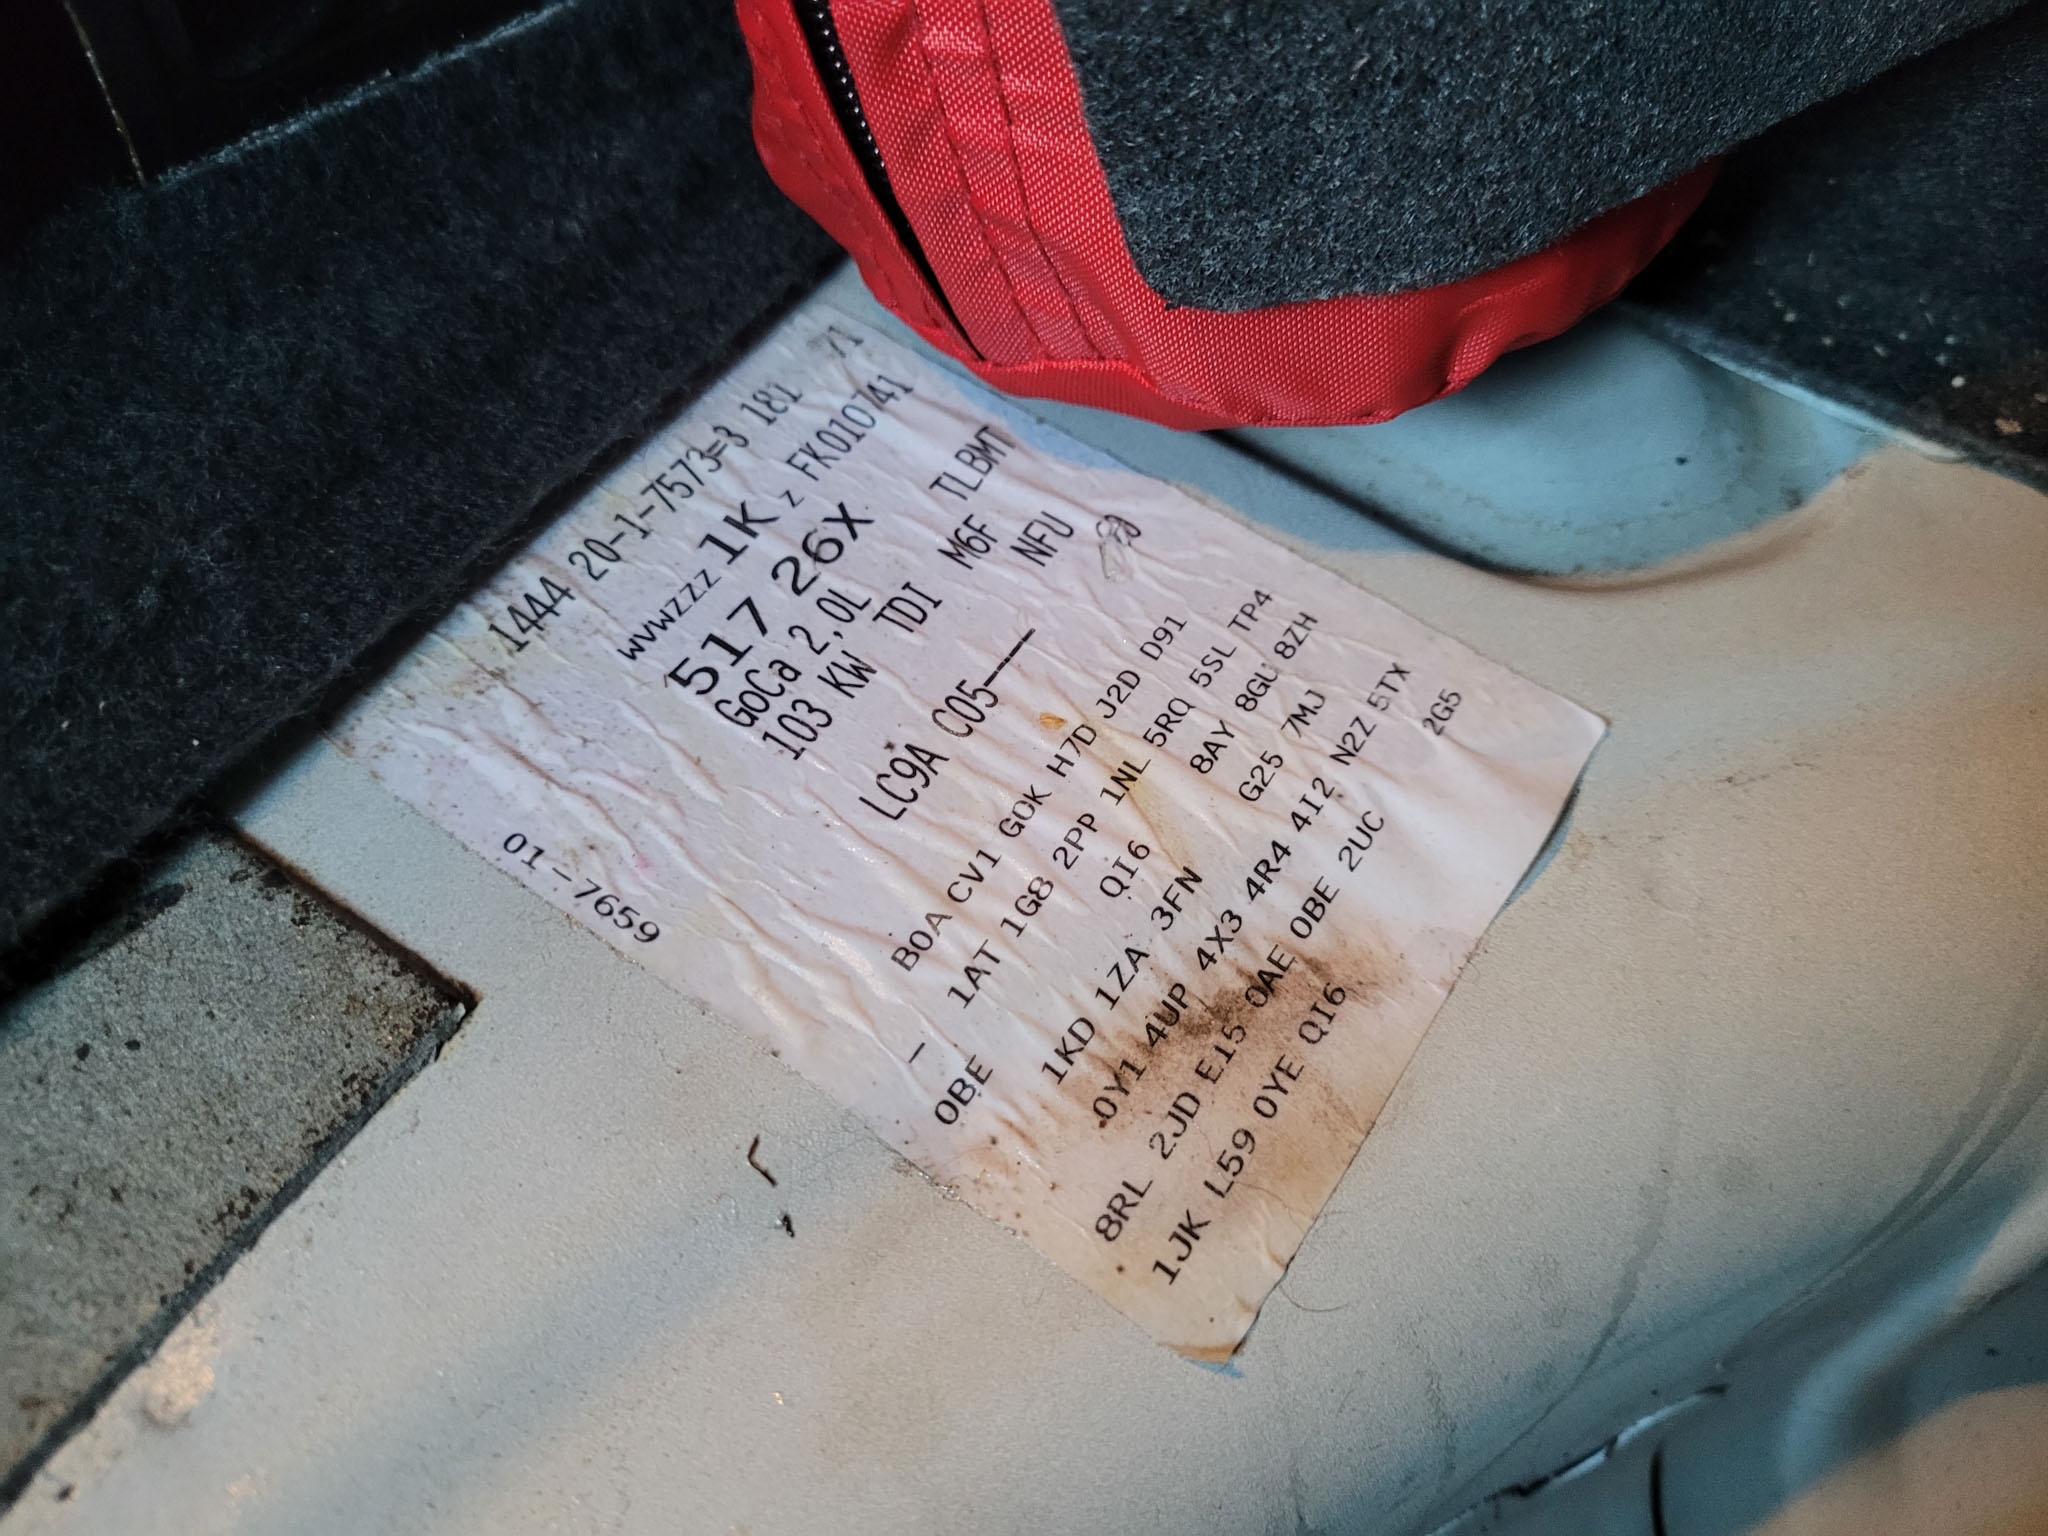 1444 20-1-7573=3 181
WVWZZZ 1K Z FK010741
517 26X
GoCa 2,0L TLBMT
103 KW TDI M6F
NFU
LC9A C05
01-7659
B0A CV1 G0K H7D J2D D91
- 1AT 1G8 2PP 1NL 5RQ 5SL TP4
0BE QI6 8AY 8GU 8ZH
1KD 1ZA 3FN G25 7MJ
0Y1 4UP 4X3 4R4 4I2 N2Z 5TX
8RL 2JD E15 0AE 0BE 2UC 2G5
1JK L59 0YE QI6